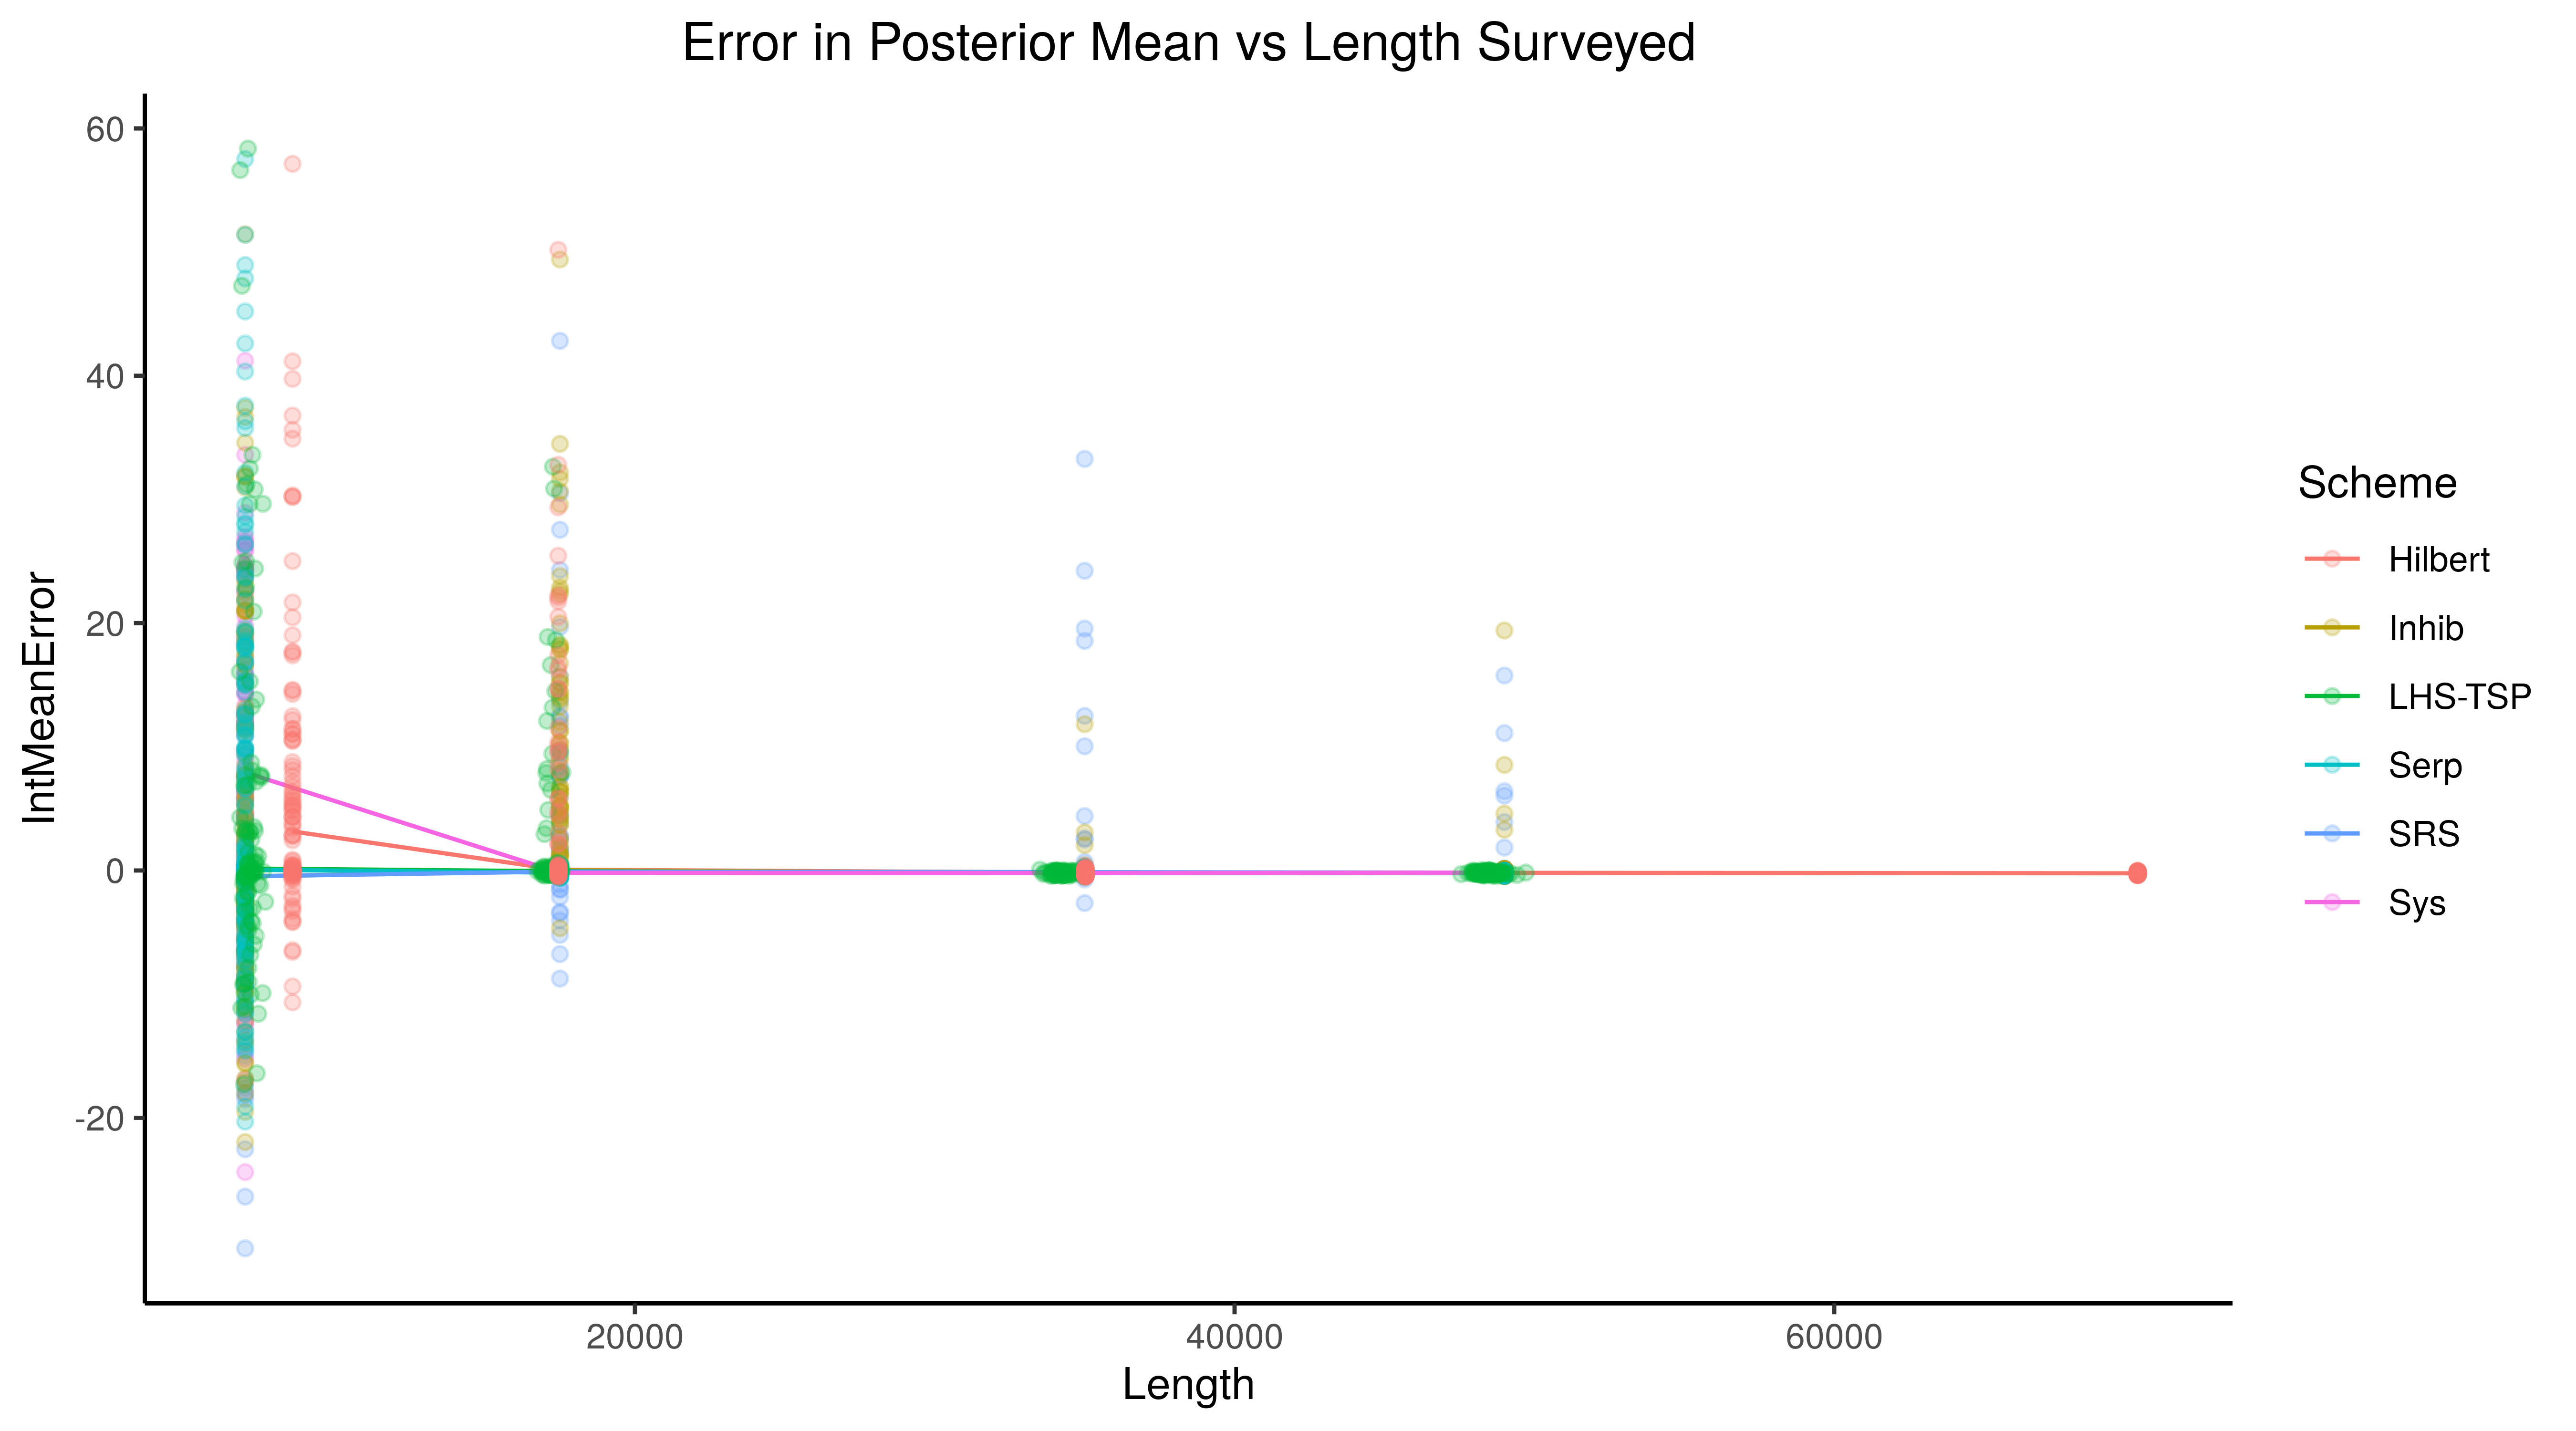 Error in Posterior Mean vs Length Surveyed
IntMeanError
60
40
20
0
-20
20000
40000
60000
Length
Scheme
Hilbert
Inhib
LHS-TSP
Serp
SRS
Sys